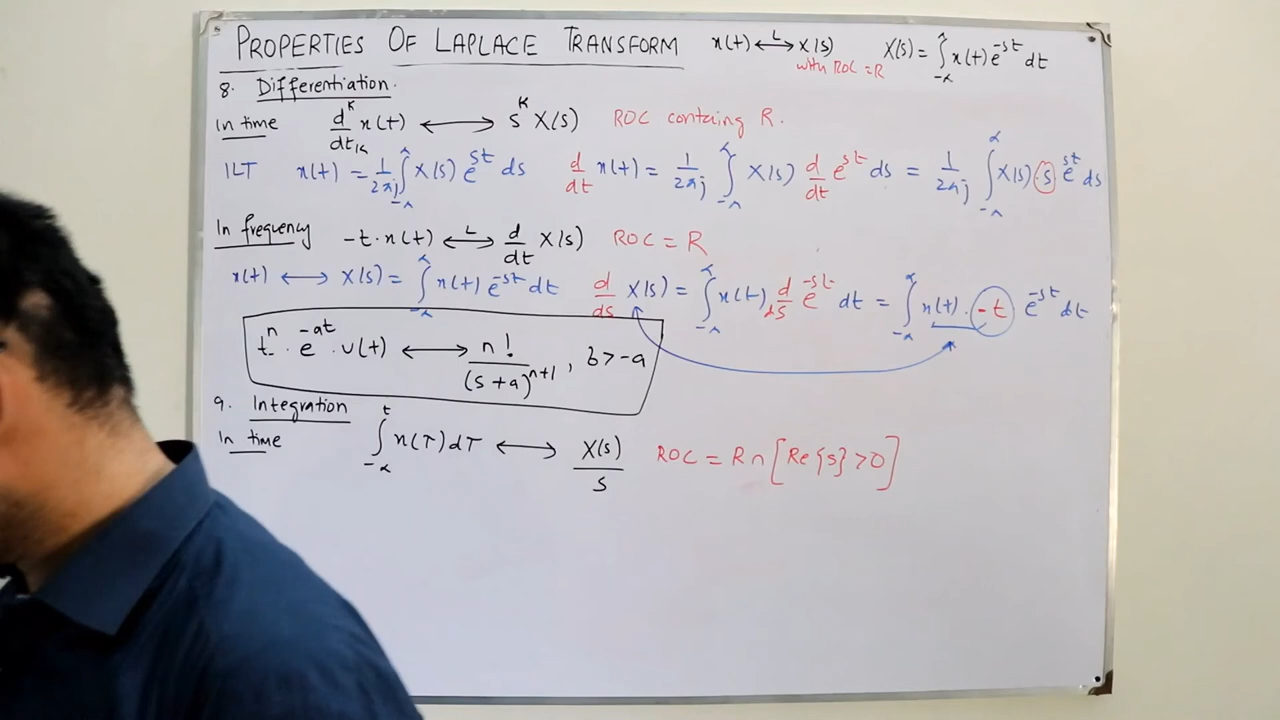 PROPERTIES OF LAPLACE TRANSFORM x(t) ⟷^L X(s) X(s) = ∫_{-∞}^{∞} x(t) e^{-st} dt
with ROC = R
8. Differentiation.
In time d^k/dt^k x(t) ⟷ s^k X(s) ROC containg R.
ILT x(t) = 1/2πj ∫_{-∞}^{∞} X(s) e^{st} ds d/dt x(t) = 1/2πj ∫_{-∞}^{∞} X(s) d/dt e^{st} ds = 1/2πj ∫_{-∞}^{∞} X(s) · s e^{st} ds
In frequency -t · x(t) ⟷^L d/dt X(s) ROC = R
x(t) ⟷ X(s) = ∫_{-∞}^{∞} x(t) e^{-st} dt d/ds X(s) = ∫_{-∞}^{∞} x(t) d/ds e^{-st} dt = ∫_{-∞}^{∞} x(t) · -t e^{-st} dt
t^n · e^{-at} · u(t) ⟷ n!/(s+a)^{n+1}, σ > -a
9. Integration
In time ∫_{-∞}^{t} x(τ) dτ ⟷ X(s)/s ROC = R ∩ [Re{s} > 0]